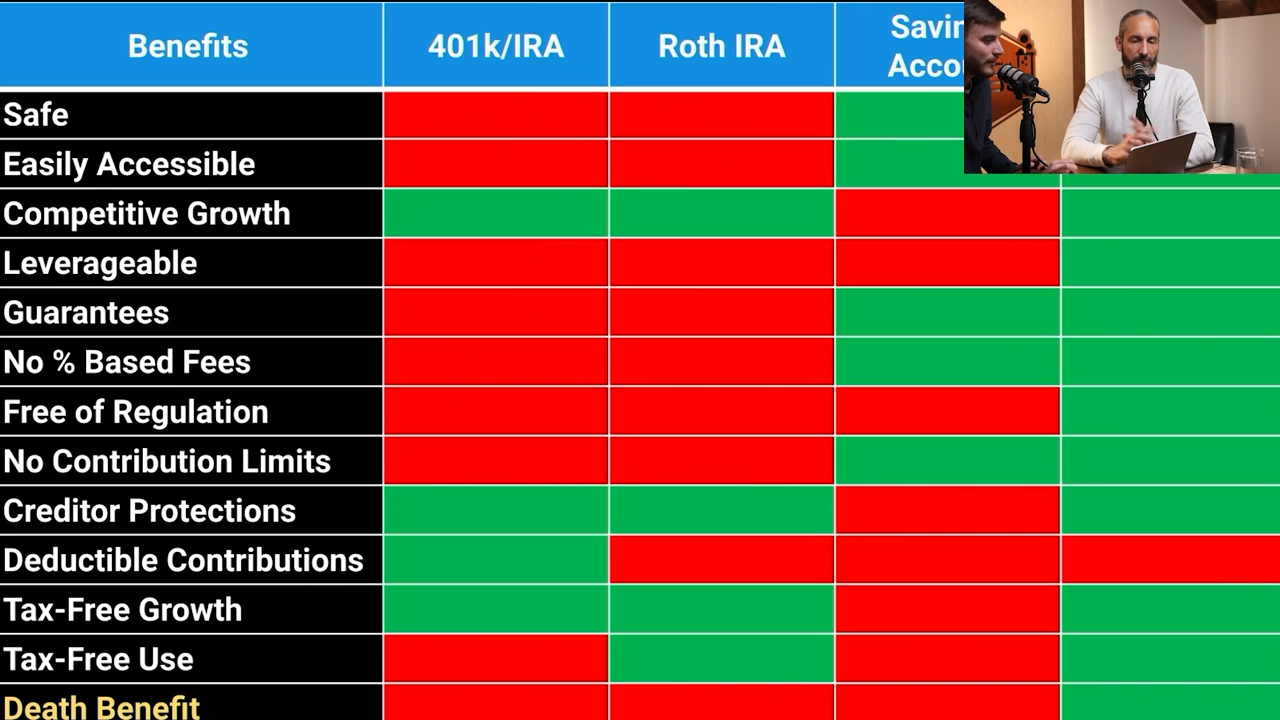 Benefits
401k/IRA
Roth IRA
Safe
Easily Accessible
Competitive Growth
Leverageable
Guarantees
No % Based Fees
Free of Regulation
No Contribution Limits
Creditor Protections
Deductible Contributions
Tax-Free Growth
Tax-Free Use
Death Benefit